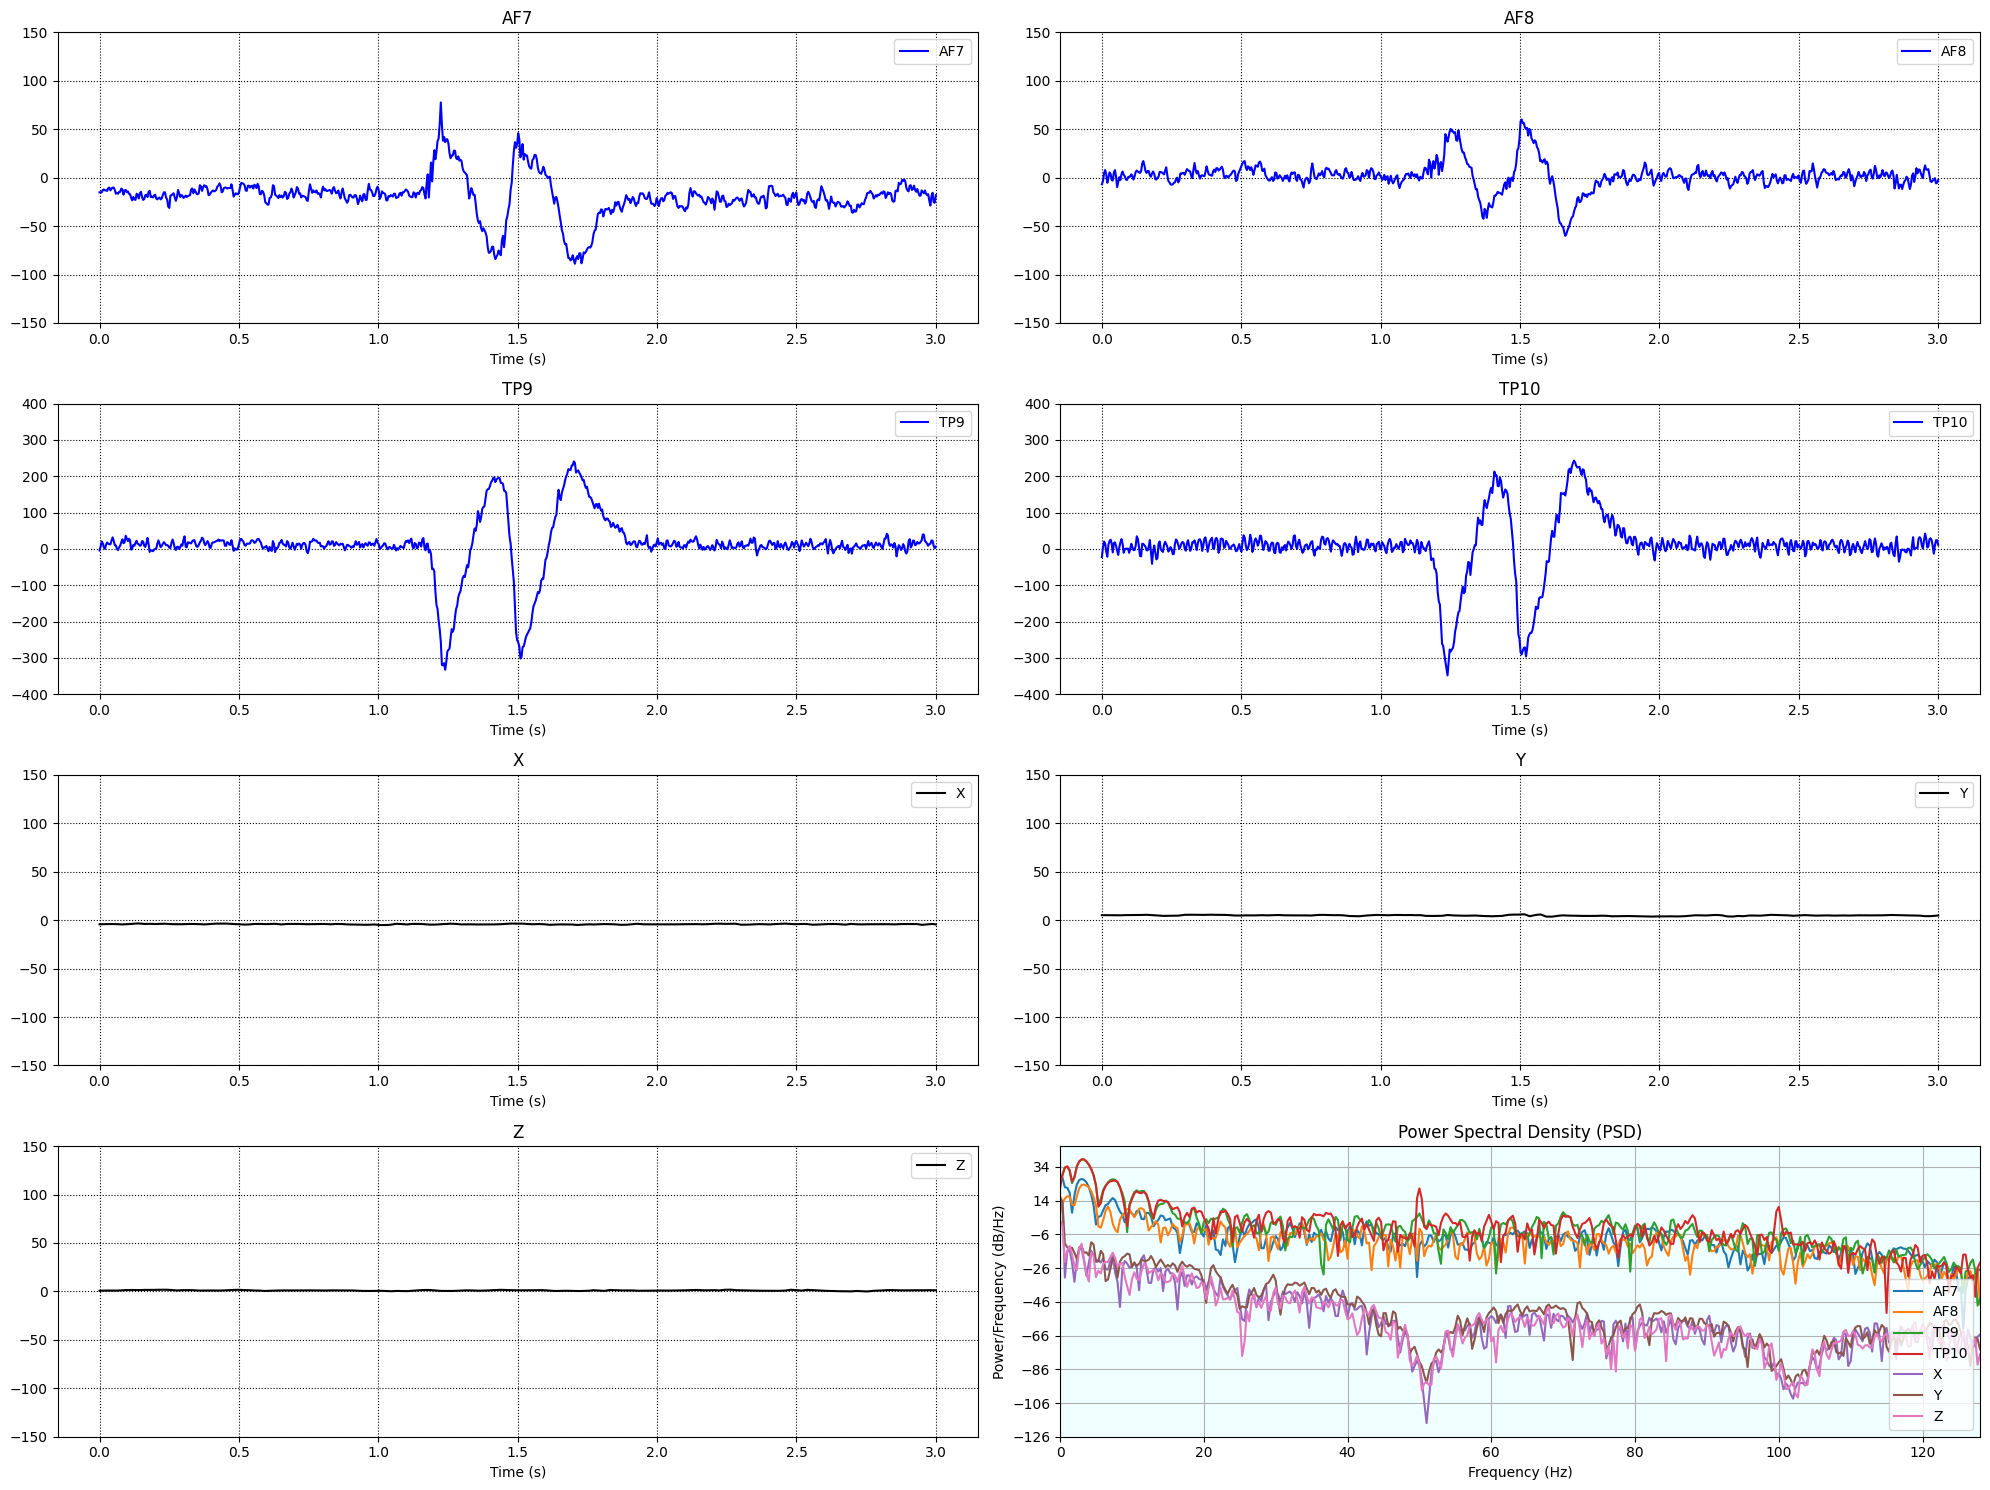 AF7
150
100
50
0
−50
−100
−150
AF7
0.0 0.5 1.0 1.5 2.0 2.5 3.0
Time (s)
AF8
150
100
50
0
−50
−100
−150
AF8
0.0 0.5 1.0 1.5 2.0 2.5 3.0
Time (s)
TP9
400
300
200
100
0
−100
−200
−300
−400
TP9
0.0 0.5 1.0 1.5 2.0 2.5 3.0
Time (s)
TP10
400
300
200
100
0
−100
−200
−300
−400
TP10
0.0 0.5 1.0 1.5 2.0 2.5 3.0
Time (s)
X
150
100
50
0
−50
−100
−150
X
0.0 0.5 1.0 1.5 2.0 2.5 3.0
Time (s)
Y
150
100
50
0
−50
−100
−150
Y
0.0 0.5 1.0 1.5 2.0 2.5 3.0
Time (s)
Z
150
100
50
0
−50
−100
−150
Z
0.0 0.5 1.0 1.5 2.0 2.5 3.0
Time (s)
Power Spectral Density (PSD)
Power/Frequency (dB/Hz)
34
14
−6
−26
−46
−66
−86
−106
−126
AF7
AF8
TP9
TP10
X
Y
Z
0 20 40 60 80 100 120
Frequency (Hz)